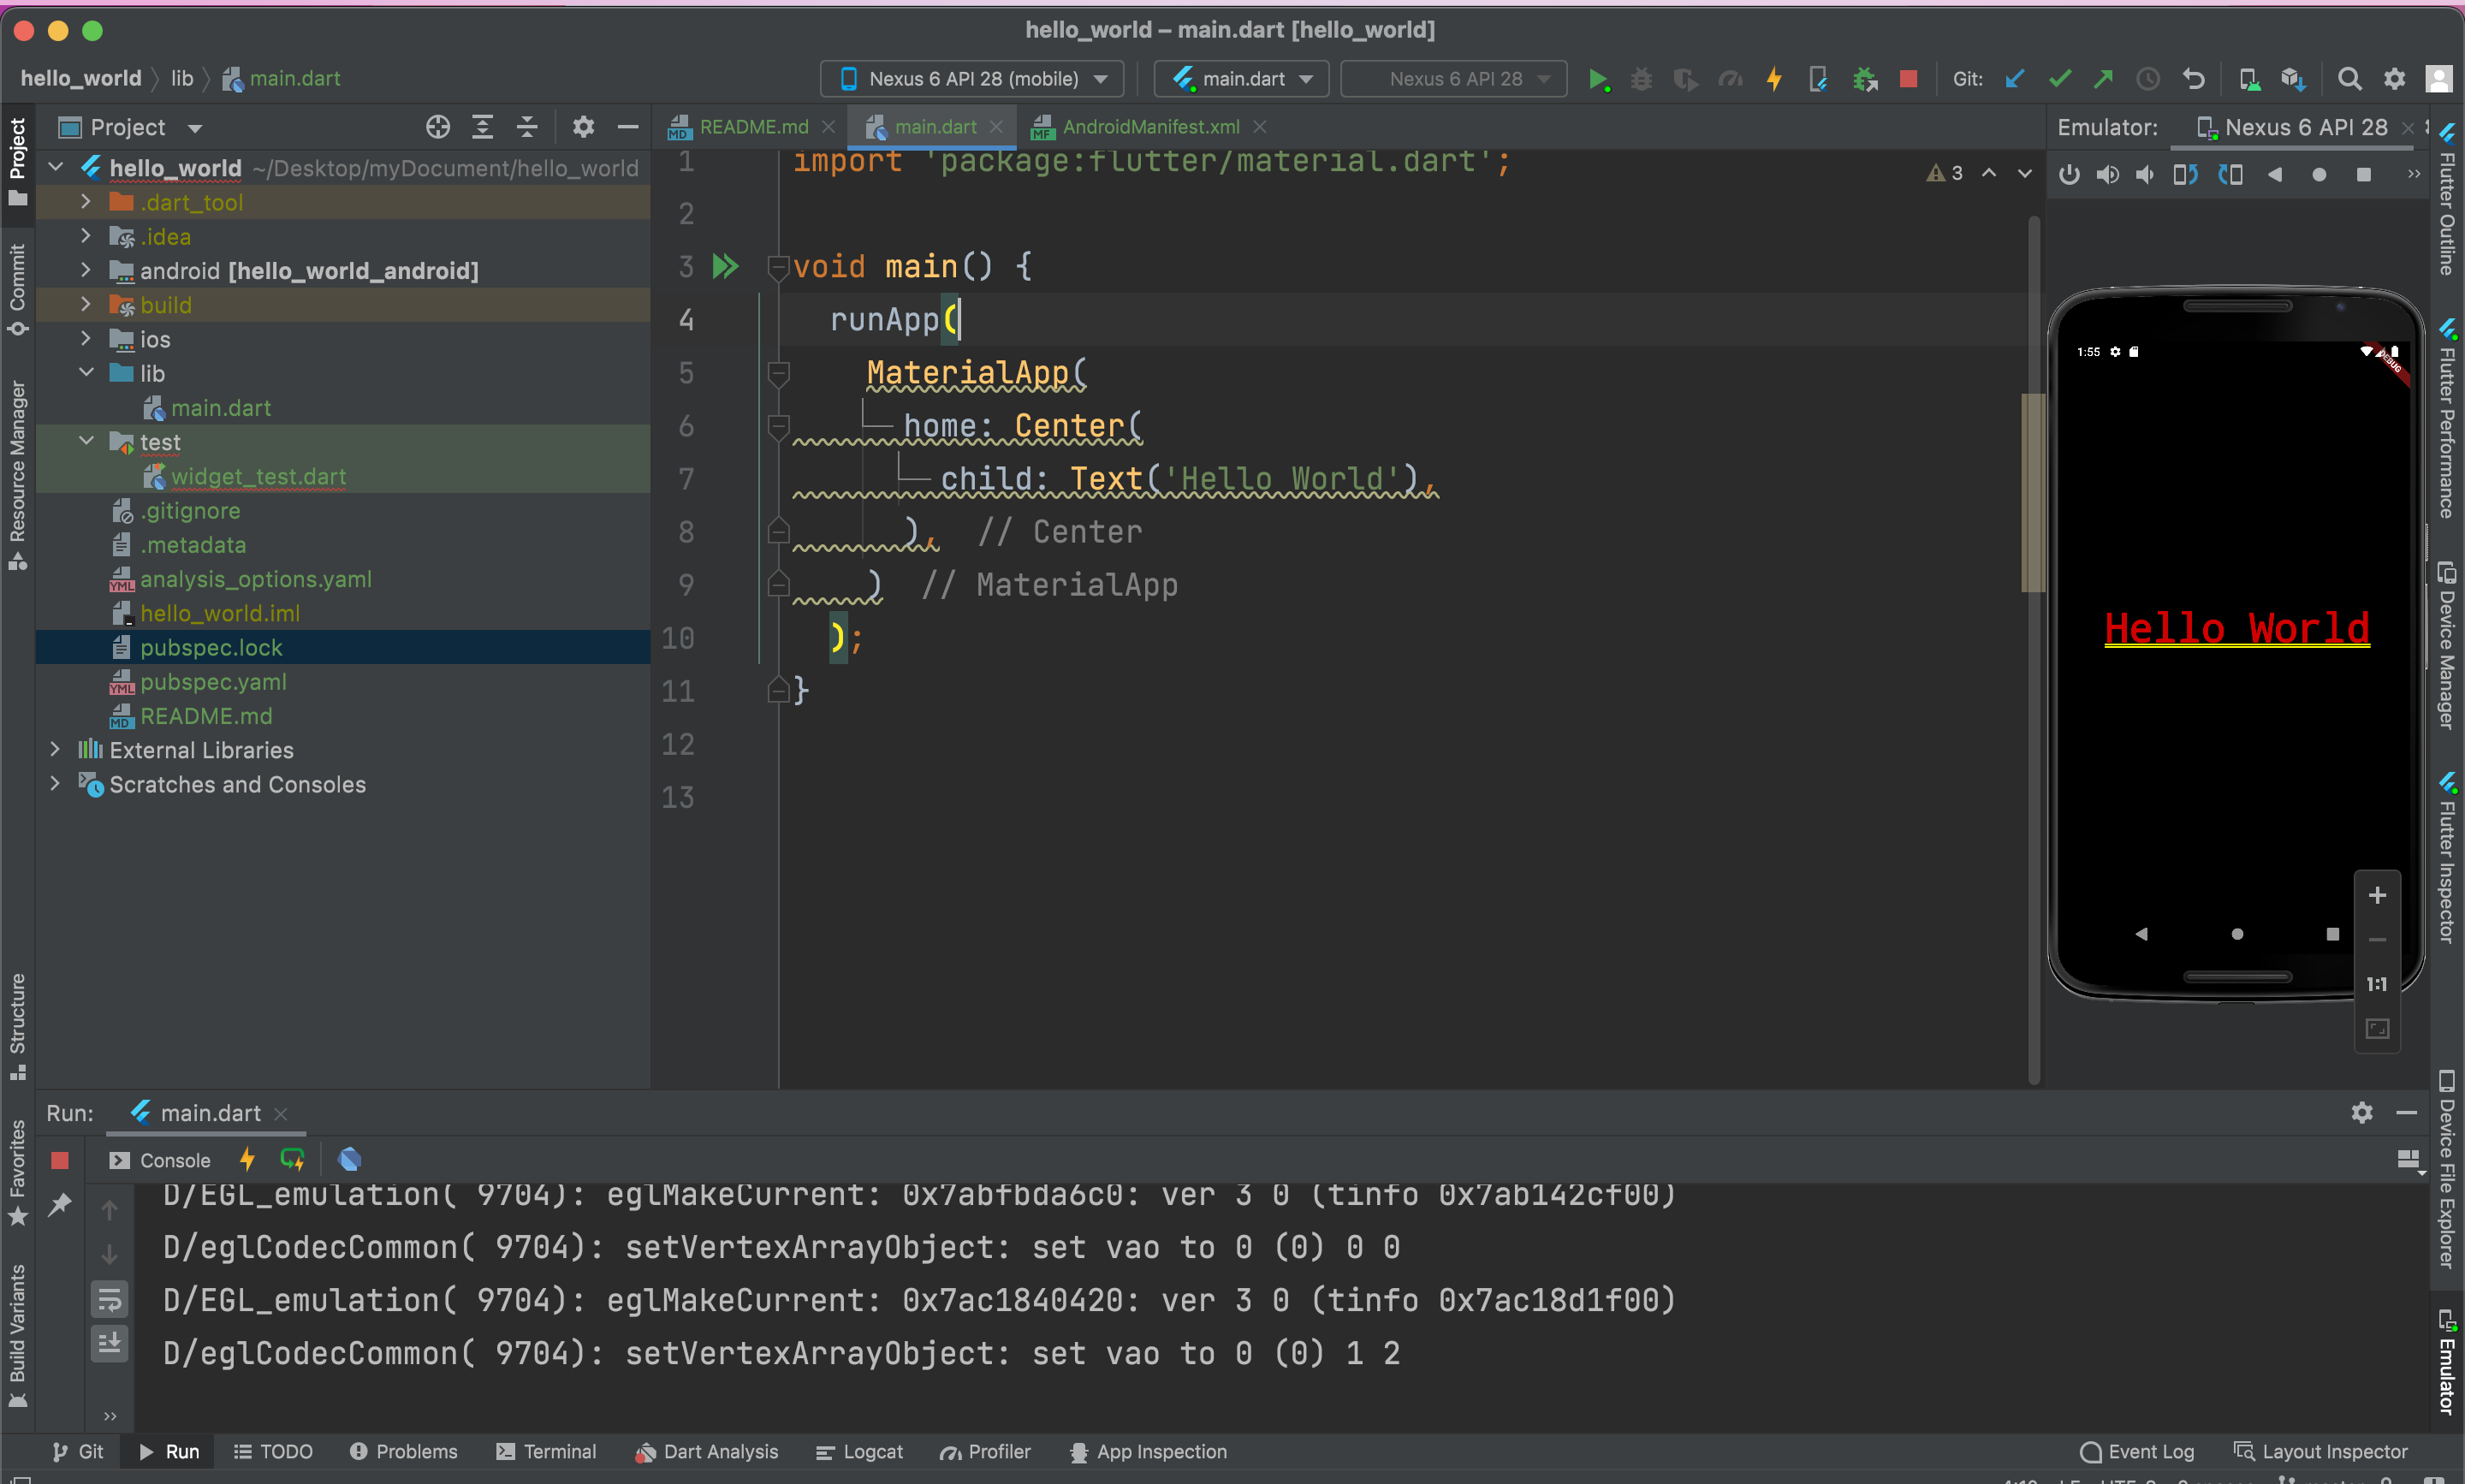 hello_world – main.dart [hello_world]
hello_world lib main.dart
Nexus 6 API 28 (mobile) main.dart Nexus 6 API 28 Git:
Project
README.md main.dart AndroidManifest.xml
Emulator: Nexus 6 API 28
hello_world ~/Desktop/myDocument/hello_world
.dart_tool
.idea
android [hello_world_android]
build
ios
lib
main.dart
test
widget_test.dart
.gitignore
.metadata
analysis_options.yaml
hello_world.iml
pubspec.lock
pubspec.yaml
README.md
External Libraries
Scratches and Consoles
3
1 import 'package:flutter/material.dart';
2
3 void main() {
4 runApp(
5 MaterialApp(
6 home: Center(
7 child: Text('Hello World'),
8 ), // Center
9 ) // MaterialApp
10 );
11 }
12
13
1:55
DEBUG
Hello World
1:1
Project
Commit
Resource Manager
Structure
Favorites
Build Variants
Flutter Outline
Flutter Performance
Device Manager
Flutter Inspector
Device File Explorer
Emulator
Run: main.dart
Console
D/EGL_emulation( 9704): eglMakeCurrent: 0x7abfbda6c0: ver 3 0 (tinfo 0x7ab142cf00)
D/eglCodecCommon( 9704): setVertexArrayObject: set vao to 0 (0) 0 0
D/EGL_emulation( 9704): eglMakeCurrent: 0x7ac1840420: ver 3 0 (tinfo 0x7ac18d1f00)
D/eglCodecCommon( 9704): setVertexArrayObject: set vao to 0 (0) 1 2
Git Run TODO Problems Terminal Dart Analysis Logcat Profiler App Inspection Event Log Layout Inspector